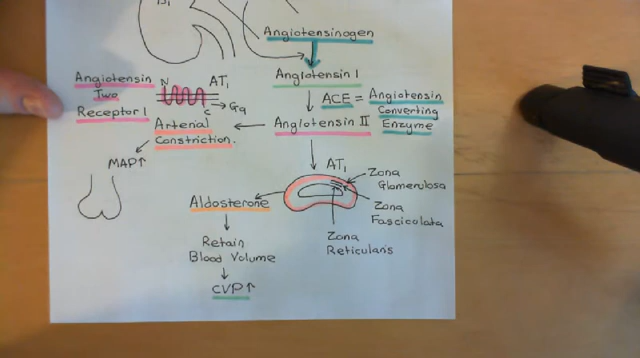 Angiotensinogen
Angiotensin I
ACE = Angiotensin
Converting
Enzyme
Angiotensin
Two
Receptor I
N
AT₁
C
Gq
Angiotensin II
Arterial
Constriction.
MAP↑
AT₁
Zona
Glomerulosa
Zona
Fasciculata
Zona
Reticularis
Aldosterone
Retain
Blood Volume
CVP↑